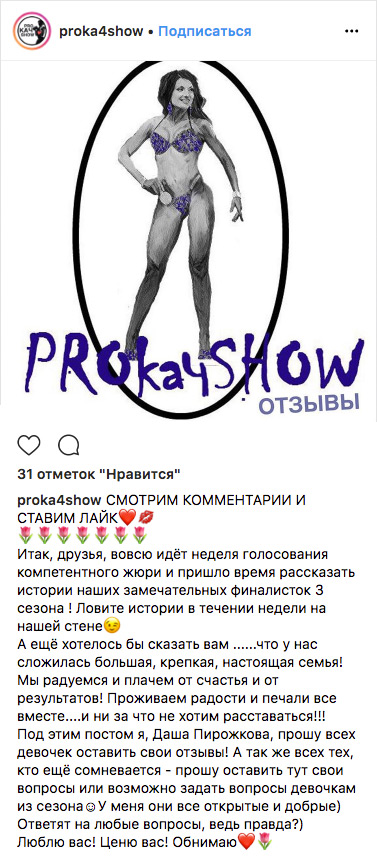 PRO
КАЧ
SHOW
proka4show • Подписаться
PROка4SHOW
ОТЗЫВЫ
31 отметок "Нравится"
proka4show СМОТРИМ КОММЕНТАРИИ И
СТАВИМ ЛАЙК❤️💋
🌷🌷🌷🌷🌷🌷🌷
Итак, друзья, вовсю идёт неделя голосования
компетентного жюри и пришло время рассказать
истории наших замечательных финалисток 3
сезона ! Ловите истории в течении недели на
нашей стене😉
А ещё хотелось бы сказать вам ......что у нас
сложилась большая, крепкая, настоящая семья!
Мы радуемся и плачем от счастья и от
результатов! Проживаем радости и печали все
вместе....и ни за что не хотим расставаться!!!
Под этим постом я, Даша Пирожкова, прошу всех
девочек оставить свои отзывы! А так же всех тех,
кто ещё сомневается - прошу оставить тут свои
вопросы или возможно задать вопросы девочкам
из сезона☺У меня они все открытые и добрые)
Ответят на любые вопросы, ведь правда?)
Люблю вас! Ценю вас! Обнимаю❤️🌷